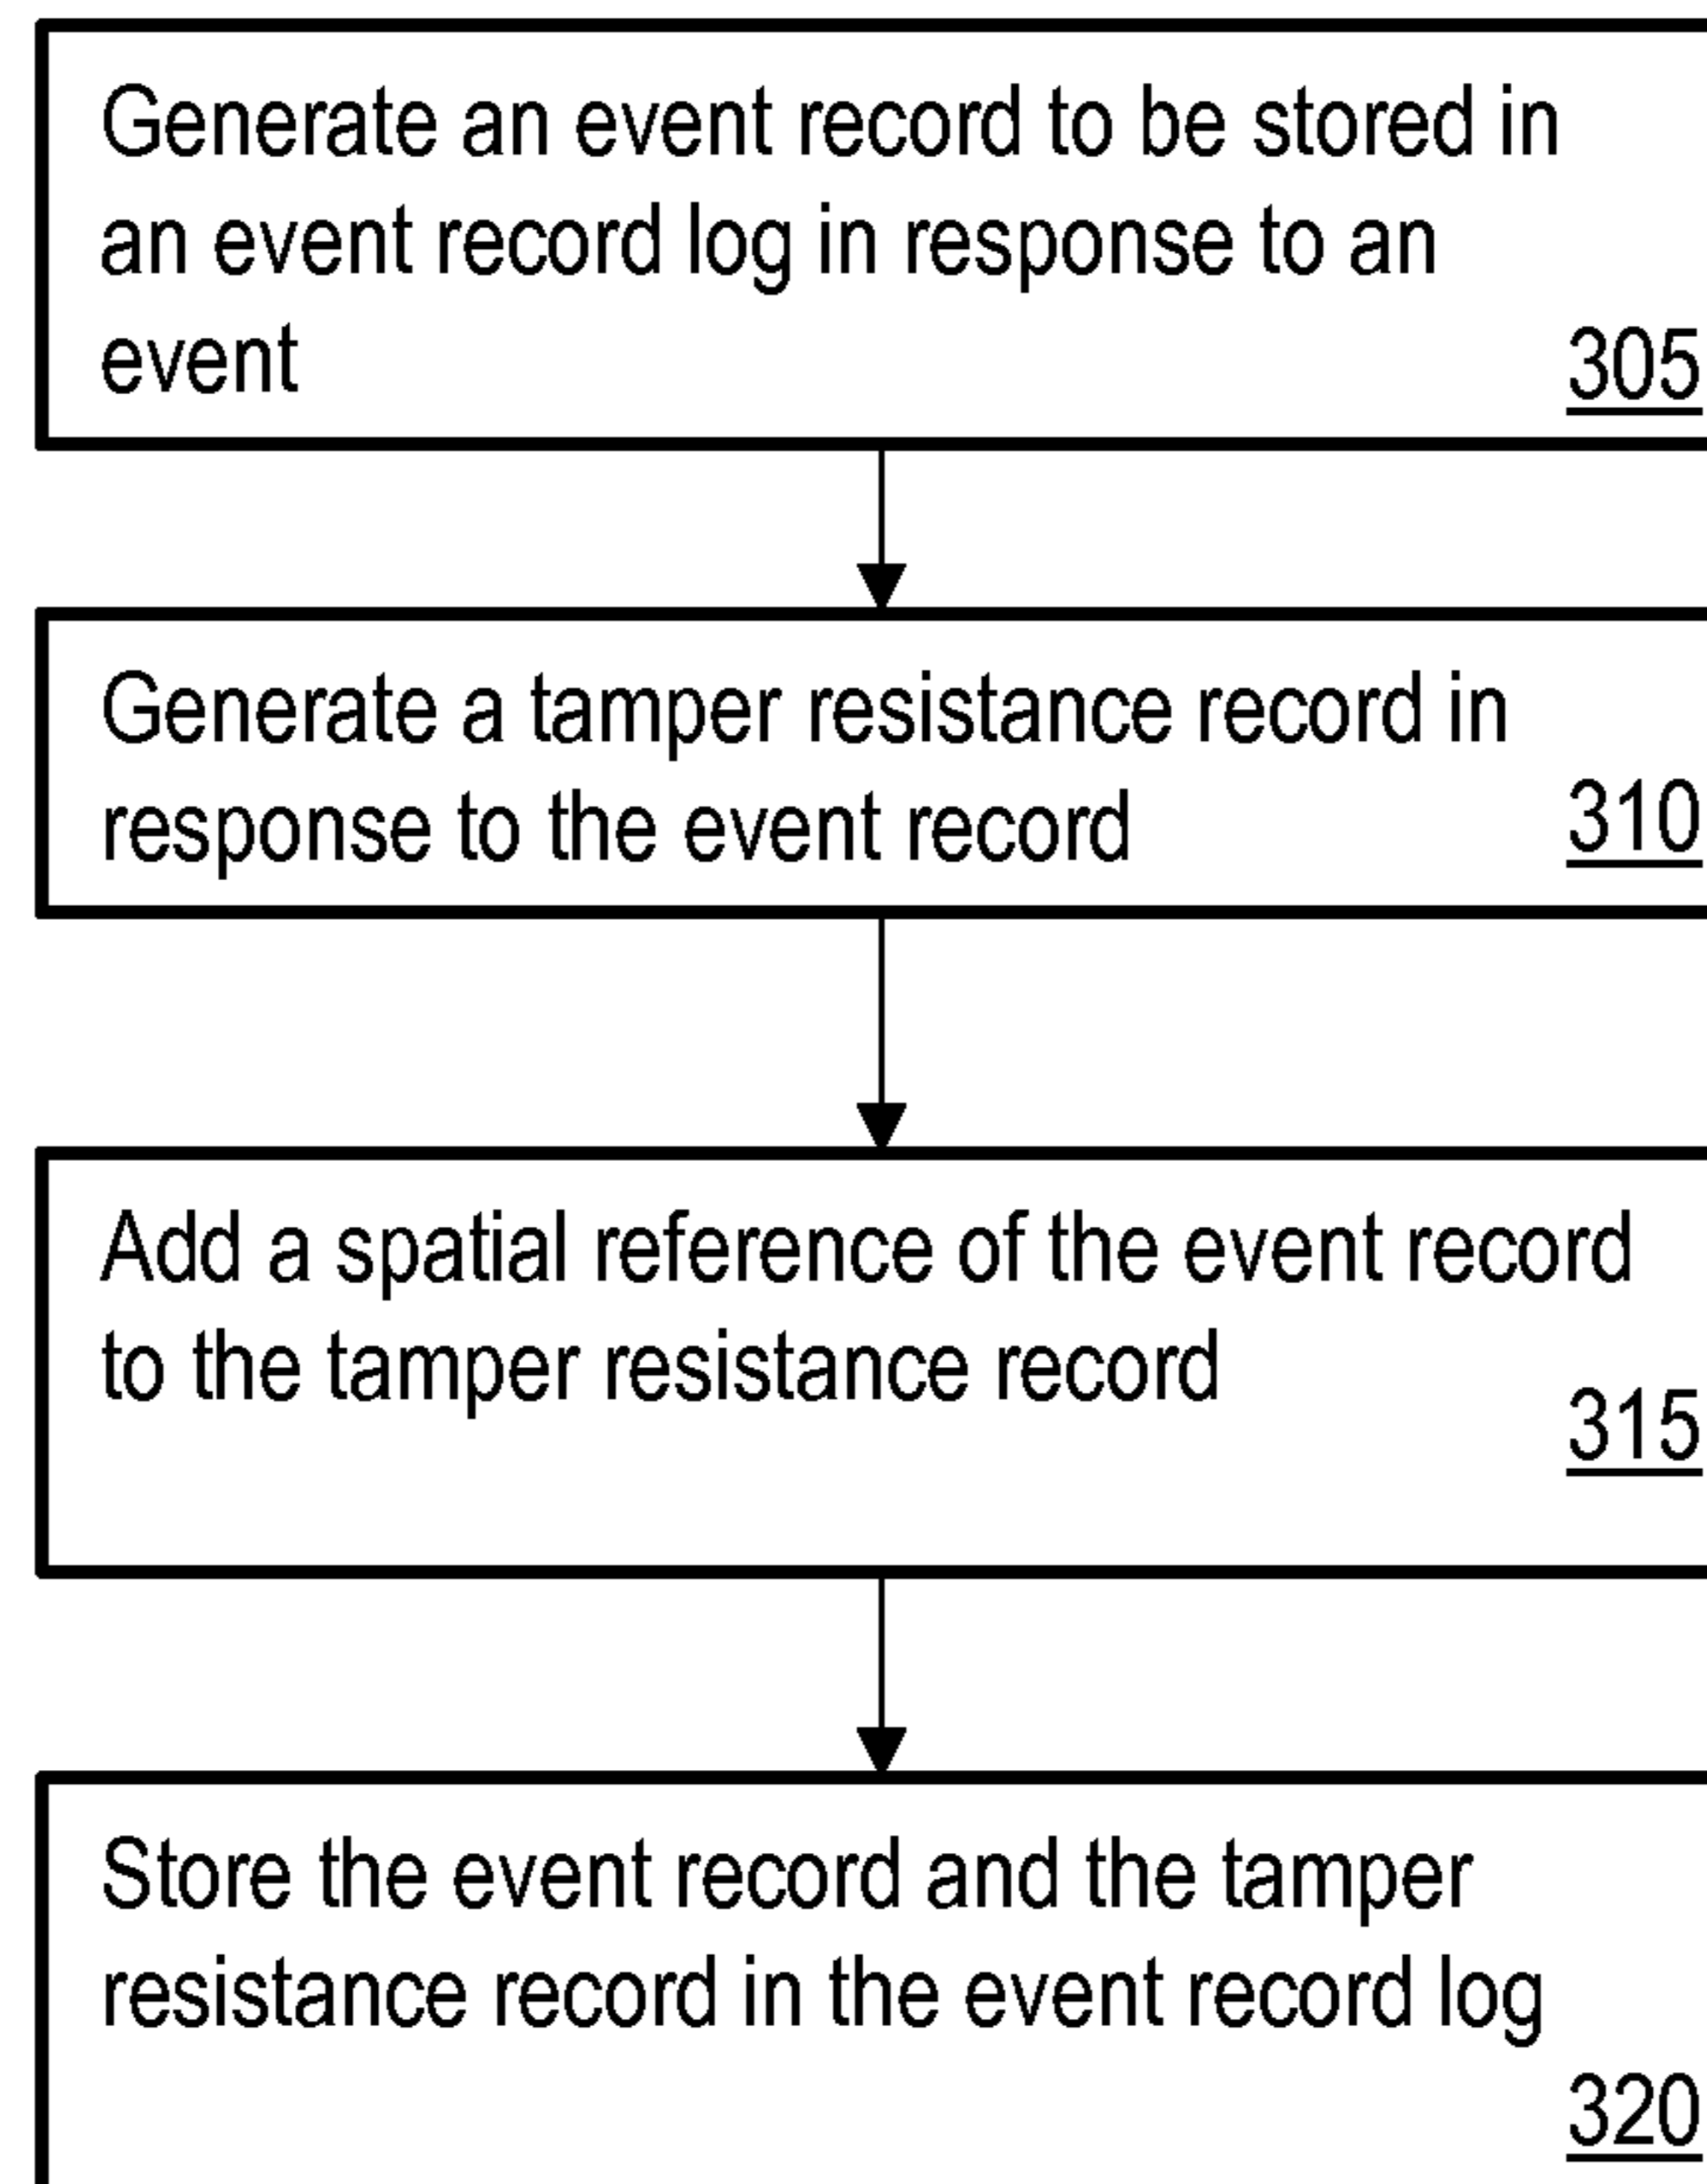 Generate an event record to be stored in
an event record log in response to an
event
305
Generate a tamper resistance record in
response to the event record
310
Add a spatial reference of the event record
to the tamper resistance record
315
Store the event record and the tamper
resistance record in the event record log
320